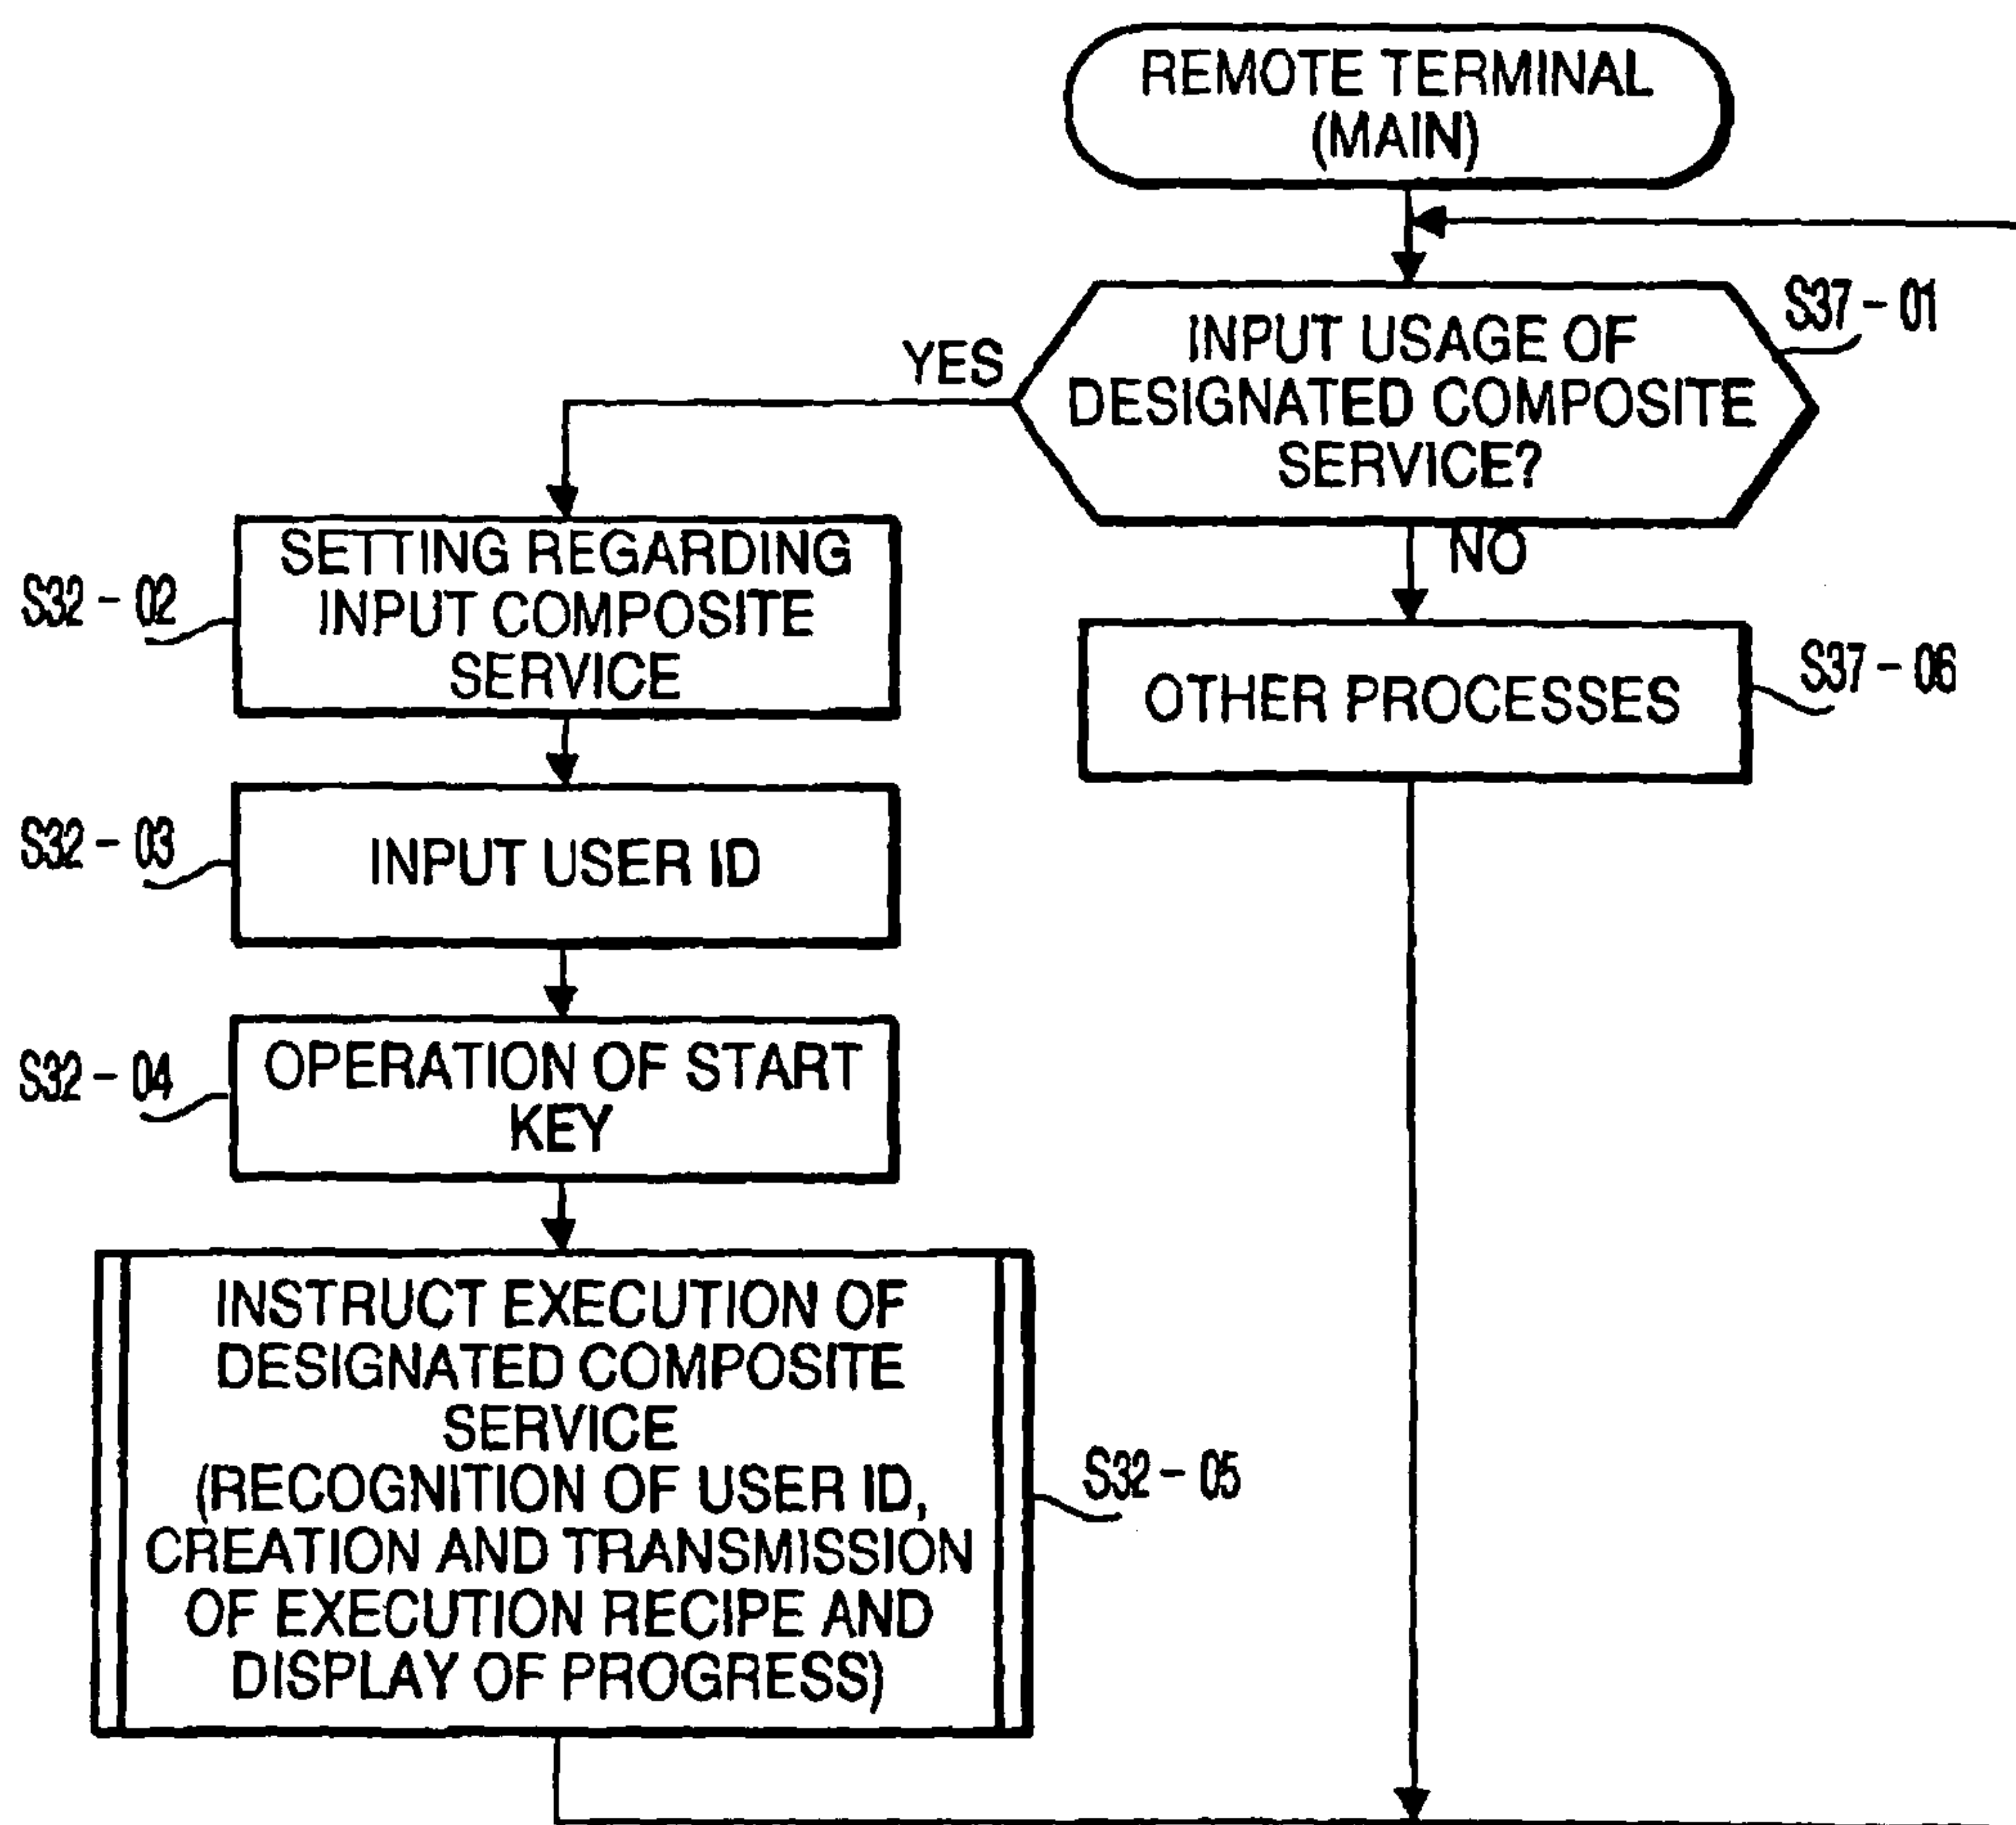 REMOTE TERMINAL
(MAIN)
S37-01
INPUT USAGE OF
DESIGNATED COMPOSITE
SERVICE?
YES
NO
S32-02
SETTING REGARDING
INPUT COMPOSITE
SERVICE
OTHER PROCESSES
S37-06
S32-03
INPUT USER ID
S32-04
OPERATION OF START
KEY
INSTRUCT EXECUTION OF
DESIGNATED COMPOSITE
SERVICE
(RECOGNITION OF USER ID,
CREATION AND TRANSMISSION
OF EXECUTION RECIPE AND
DISPLAY OF PROGRESS)
S32-05